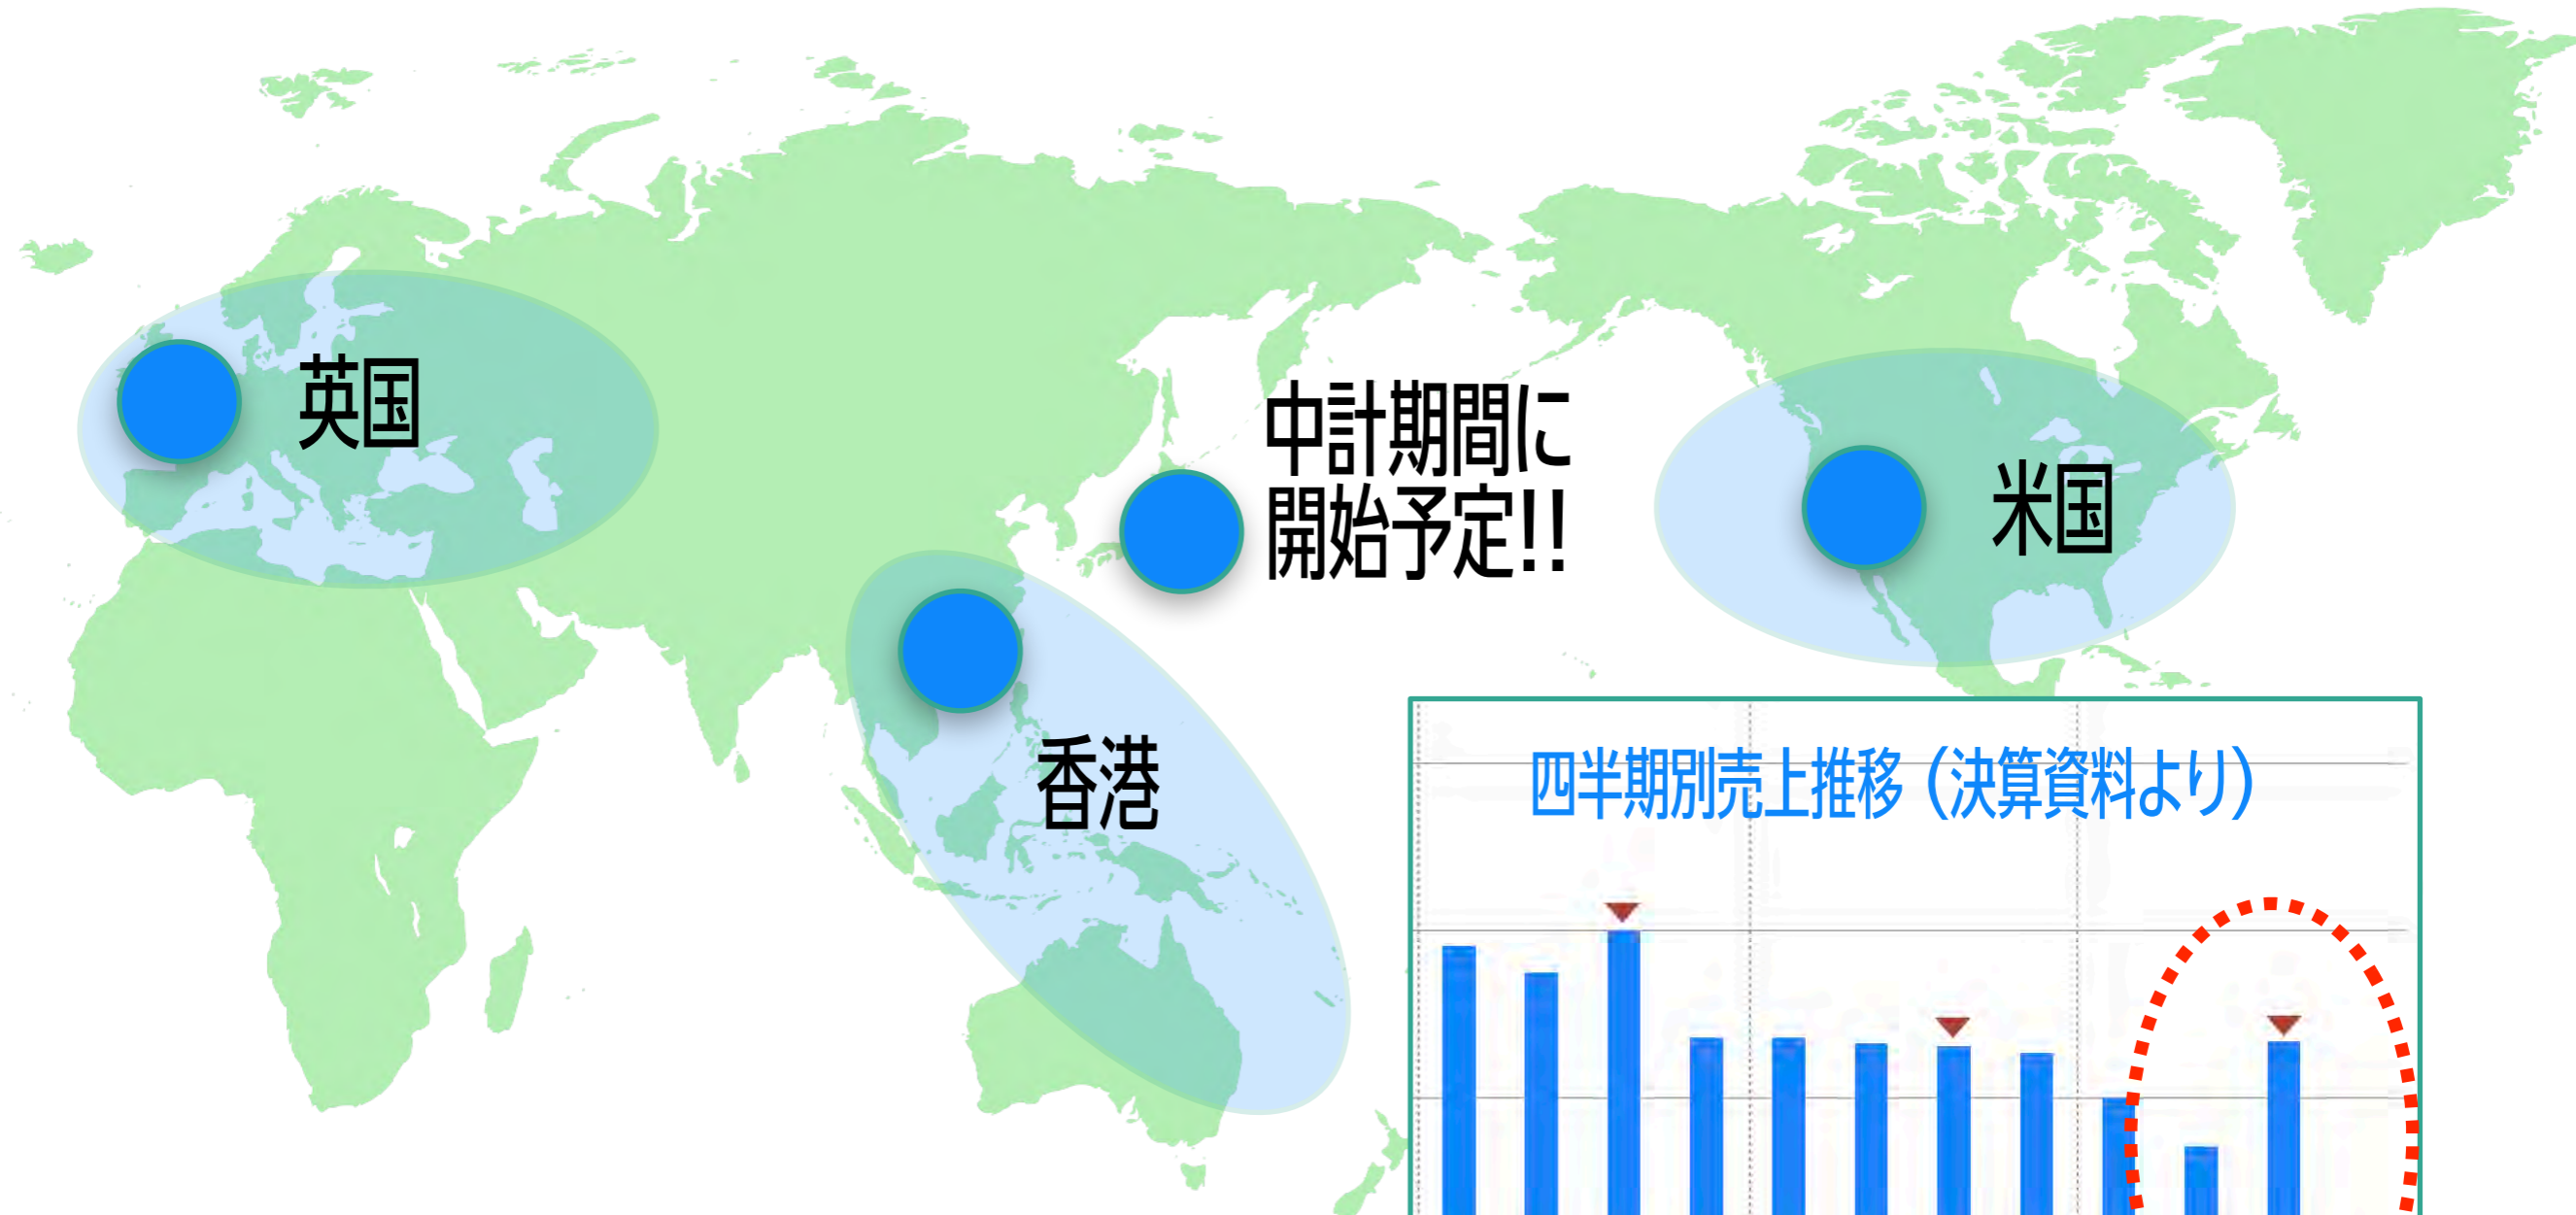 英国
中計期間に
開始予定!!
米国
香港
四半期別売上推移（決算資料より）